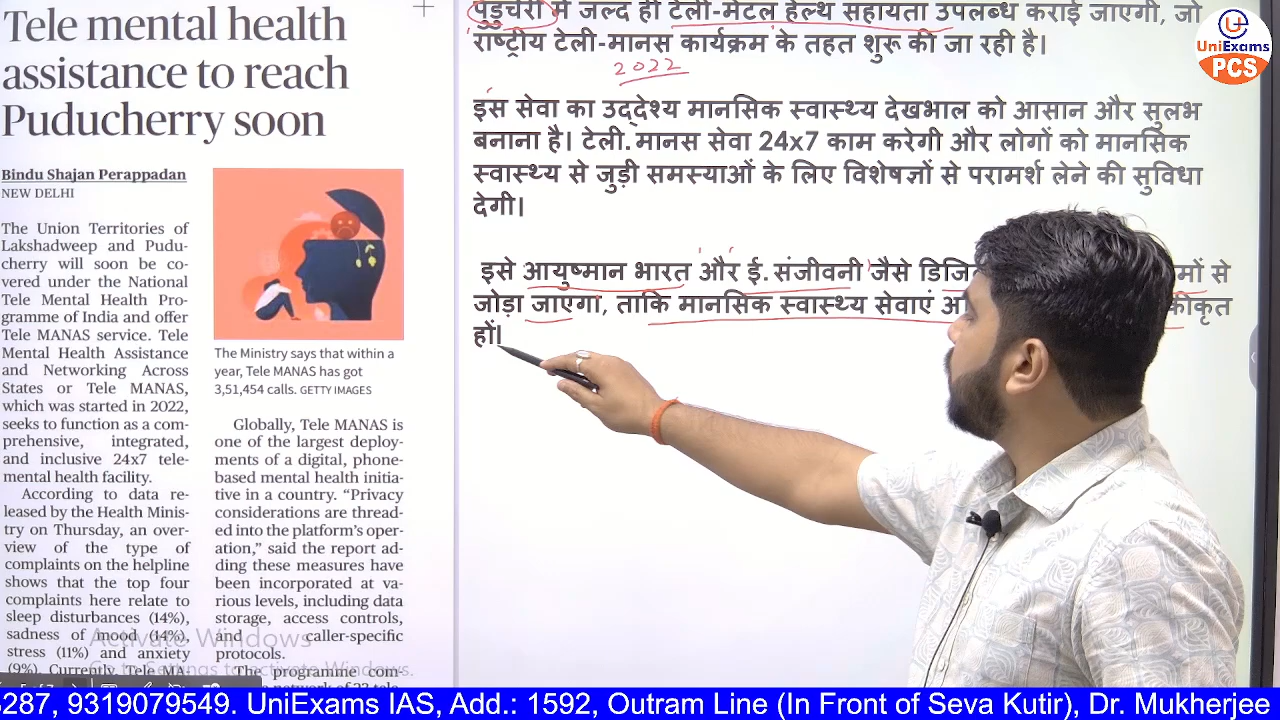 Tele mental health
assistance to reach
Puducherry soon
Bindu Shajan Perappadan
NEW DELHI
The Union Territories of
Lakshadweep and Pudu-
cherry will soon be co-
vered under the National
Tele Mental Health Pro-
gramme of India and offer
Tele MANAS service. Tele
Mental Health Assistance
and Networking Across
States or Tele MANAS,
which was started in 2022,
seeks to function as a com-
prehensive, integrated,
and inclusive 24x7 tele-
mental health facility.
According to data re-
leased by the Health Minis-
try on Thursday, an over-
view of the type of
complaints on the helpline
shows that the top four
complaints here relate to
sleep disturbances (14%),
sadness of mood (14%),
stress (11%) and anxiety
(9%). Currently, Tele MA-
The Ministry says that within a
year, Tele MANAS has got
3,51,454 calls. GETTY IMAGES
Globally, Tele MANAS is
one of the largest deploy-
ments of a digital, phone-
based mental health initia-
tive in a country. “Privacy
considerations are thread-
ed into the platform’s oper-
ation,” said the report ad-
ding these measures have
been incorporated at va-
rious levels, including data
storage, access controls,
and caller-specific
protocols.
The programme com-
Activate Windows
Go to Settings to activate Windows.
पुडुचेरी में जल्द ही टेली-मेंटल हेल्थ सहायता उपलब्ध कराई जाएगी, जो
राष्ट्रीय टेली-मानस कार्यक्रम के तहत शुरू की जा रही है।
2022
इस सेवा का उद्देश्य मानसिक स्वास्थ्य देखभाल को आसान और सुलभ
बनाना है। टेली.मानस सेवा 24x7 काम करेगी और लोगों को मानसिक
स्वास्थ्य से जुड़ी समस्याओं के लिए विशेषज्ञों से परामर्श लेने की सुविधा
देगी।
इसे आयुष्मान भारत और ई.संजीवनी जैसे से
जोड़ा जाएगा, ताकि मानसिक स्वास्थ्य सेवाएं
हों।
UniExams
PCS
287, 9319079549. UniExams IAS, Add.: 1592, Outram Line (In Front of Seva Kutir), Dr. Mukherjee